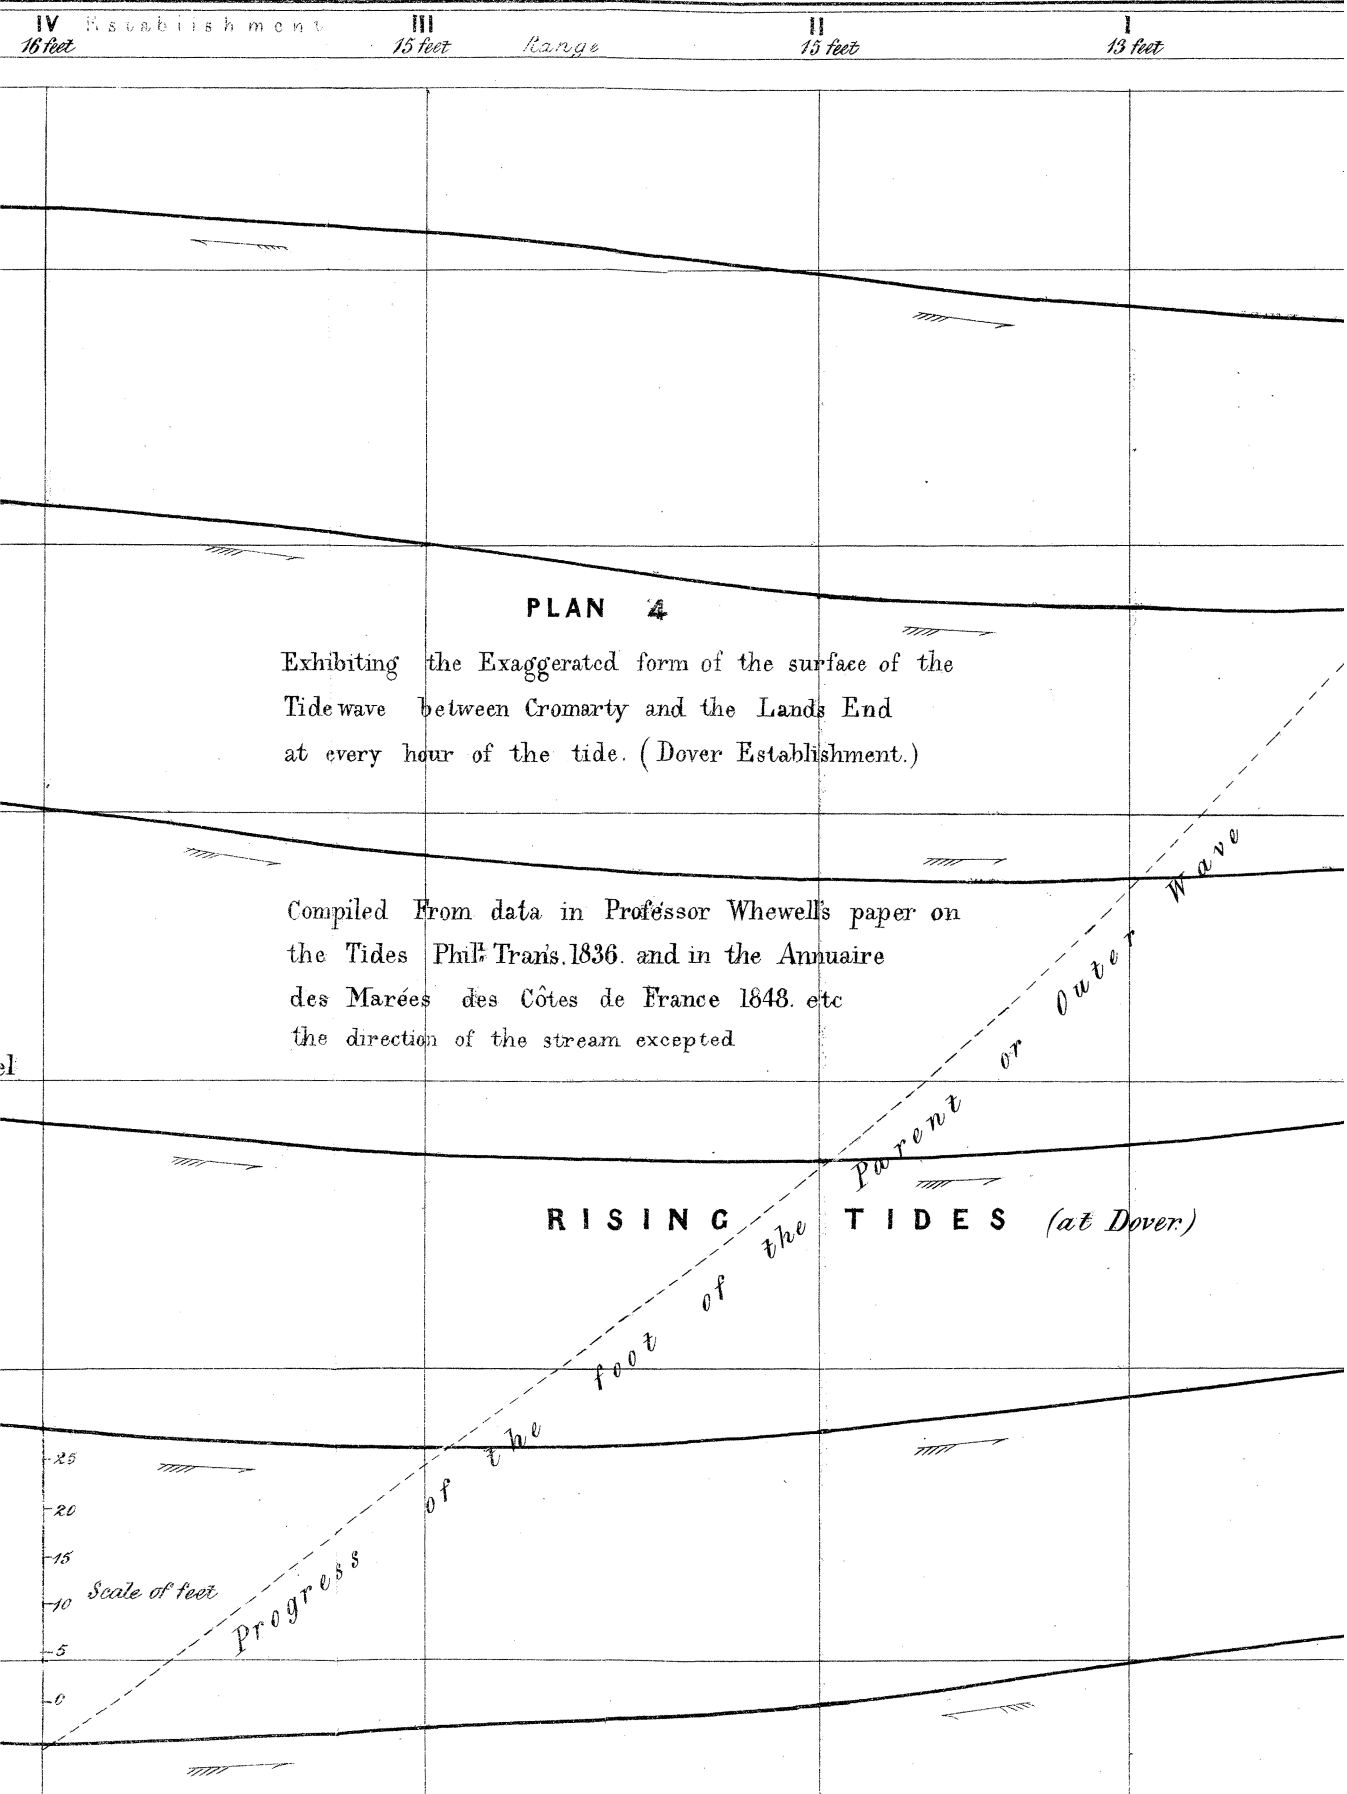 IV Establishment III II I
16 feet 15 feet Range 15 feet 13 feet
PLAN 4
Exhibiting the Exaggerated form of the surface of the
Tide wave between Cromarty and the Lands End
at every hour of the tide. (Dover Establishment.)
Compiled From data in Professor Whewell's paper on
the Tides Phil: Trans. 1836. and in the Annuaire
des Marées des Côtes de France 1848. etc
the direction of the stream excepted
el
RISING TIDES (at Dover.)
Progress of the foot of the Parent or Outer Wave
25
20
15
Scale of feet
10
5
0